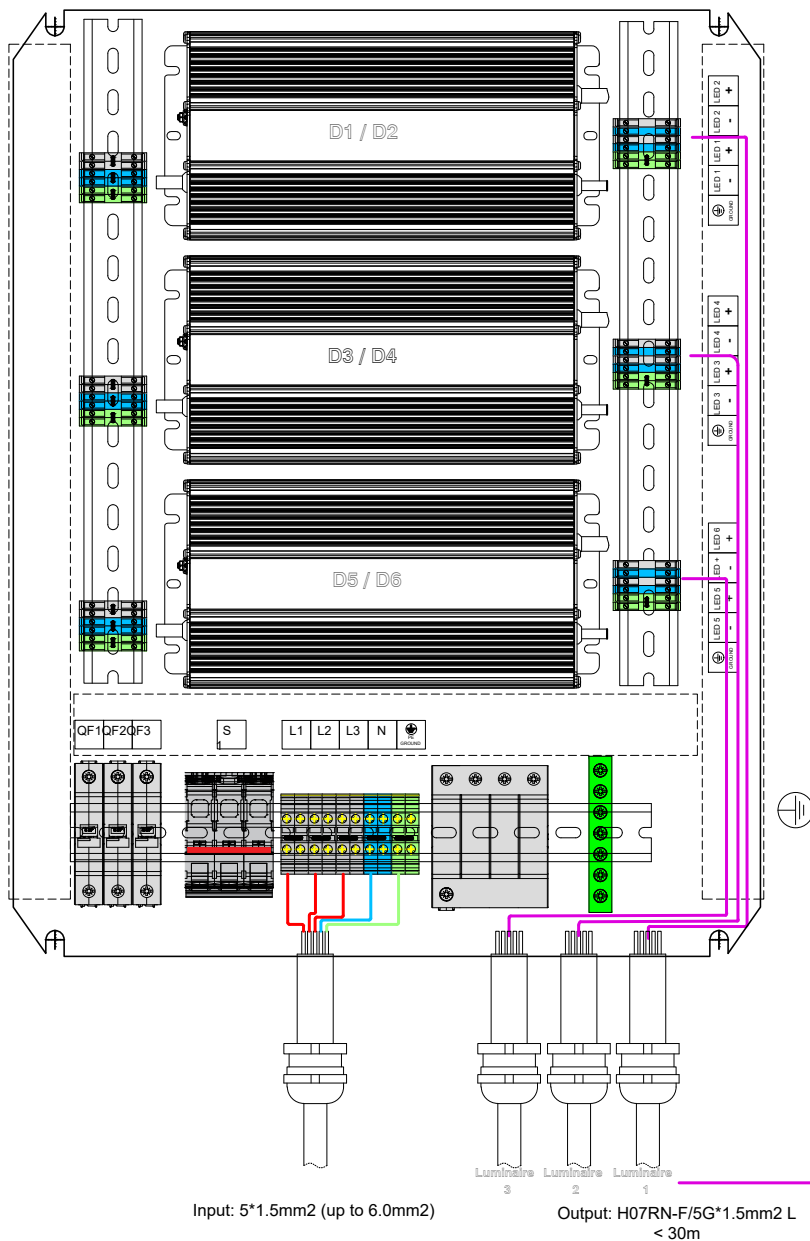 D1 / D2
LED 2 +
LED 2 -
LED 1 +
LED 1 -
GROUND
D3 / D4
LED 4 +
LED 4 -
LED 3 +
LED 3 -
GROUND
D5 / D6
LED 6 +
LED + -
LED 5 +
LED 5 -
GROUND
QF1 QF2 QF3
S
1
L1 L2 L3 N
PE
GROUND
Luminaire
3
Luminaire
2
Luminaire
1
Input: 5*1.5mm2 (up to 6.0mm2)
Output: H07RN-F/5G*1.5mm2 L
< 30m